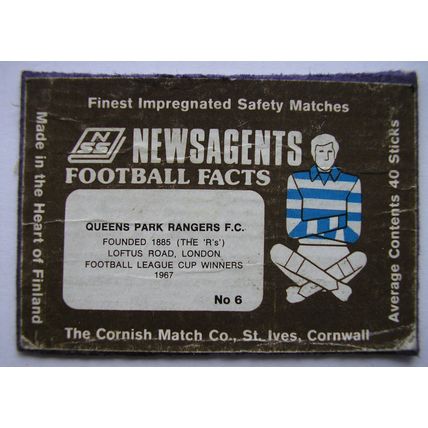 Finest Impregnated Safety Matches
NSS NEWSAGENTS
FOOTBALL FACTS
QUEENS PARK RANGERS F.C.
FOUNDED 1885 (THE 'R's')
LOFTUS ROAD, LONDON
FOOTBALL LEAGUE CUP WINNERS
1967
No 6
The Cornish Match Co., St. Ives, Cornwall
Made in the Heart of Finland
Average Contents 40 Sticks